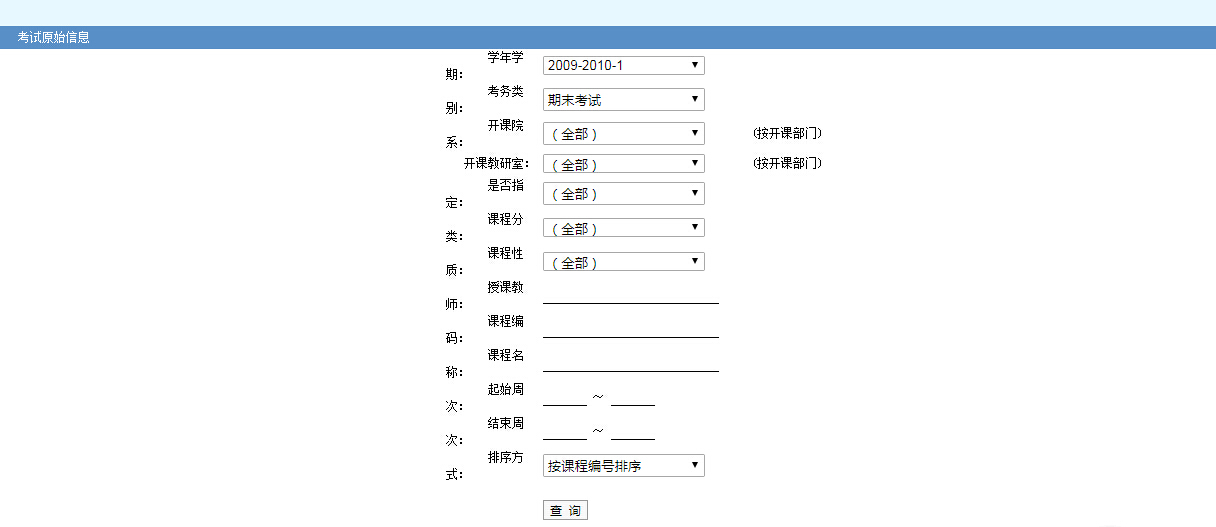 考试原始信息
学年学
期： 2009-2010-1
考务类
别： 期末考试
开课院
系： （全部） (按开课部门)
开课教研室： （全部） (按开课部门)
是否指
定： （全部）
课程分
类： （全部）
课程性
质： （全部）
授课教
师：
课程编
码：
课程名
称：
起始周
次： ～
结束周
次： ～
排序方
式： 按课程编号排序
查 询